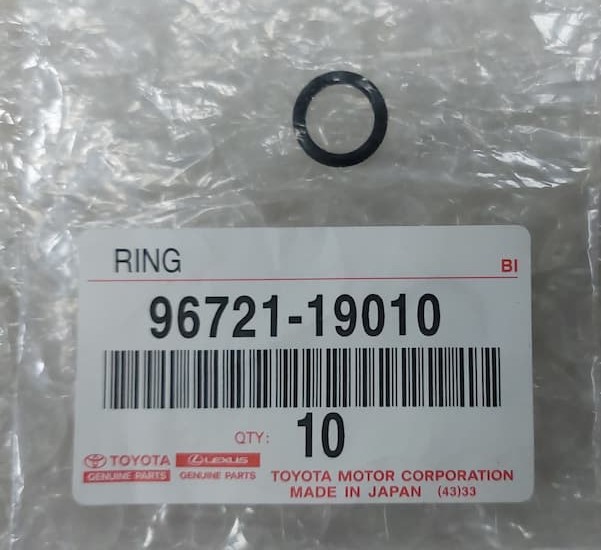 RING BI
96721-19010
QTY: 10
TOYOTA LEXUS
GENUINE PARTS GENUINE PARTS
TOYOTA MOTOR CORPORATION
MADE IN JAPAN (43)33